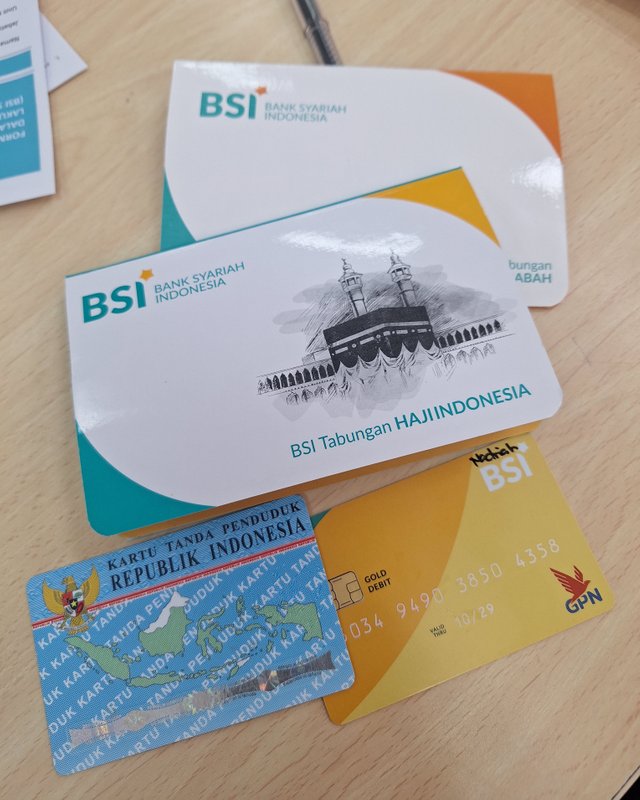 BSI BANK SYARIAH
INDONESIA
bungan
ABAH
BSI BANK SYARIAH
INDONESIA
BSI Tabungan HAJI INDONESIA
KARTU TANDA PENDUDUK
REPUBLIK INDONESIA
BSI
GOLD
DEBIT
034 9490 3850 4358
VALID
THRU 10/29
GPN